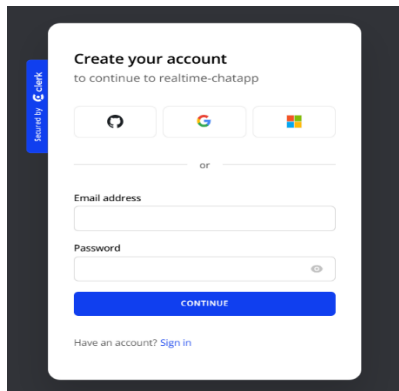 Create your account
to continue to realtime-chatapp
Secured by clerk
or
Email address
Password
CONTINUE
Have an account? Sign in